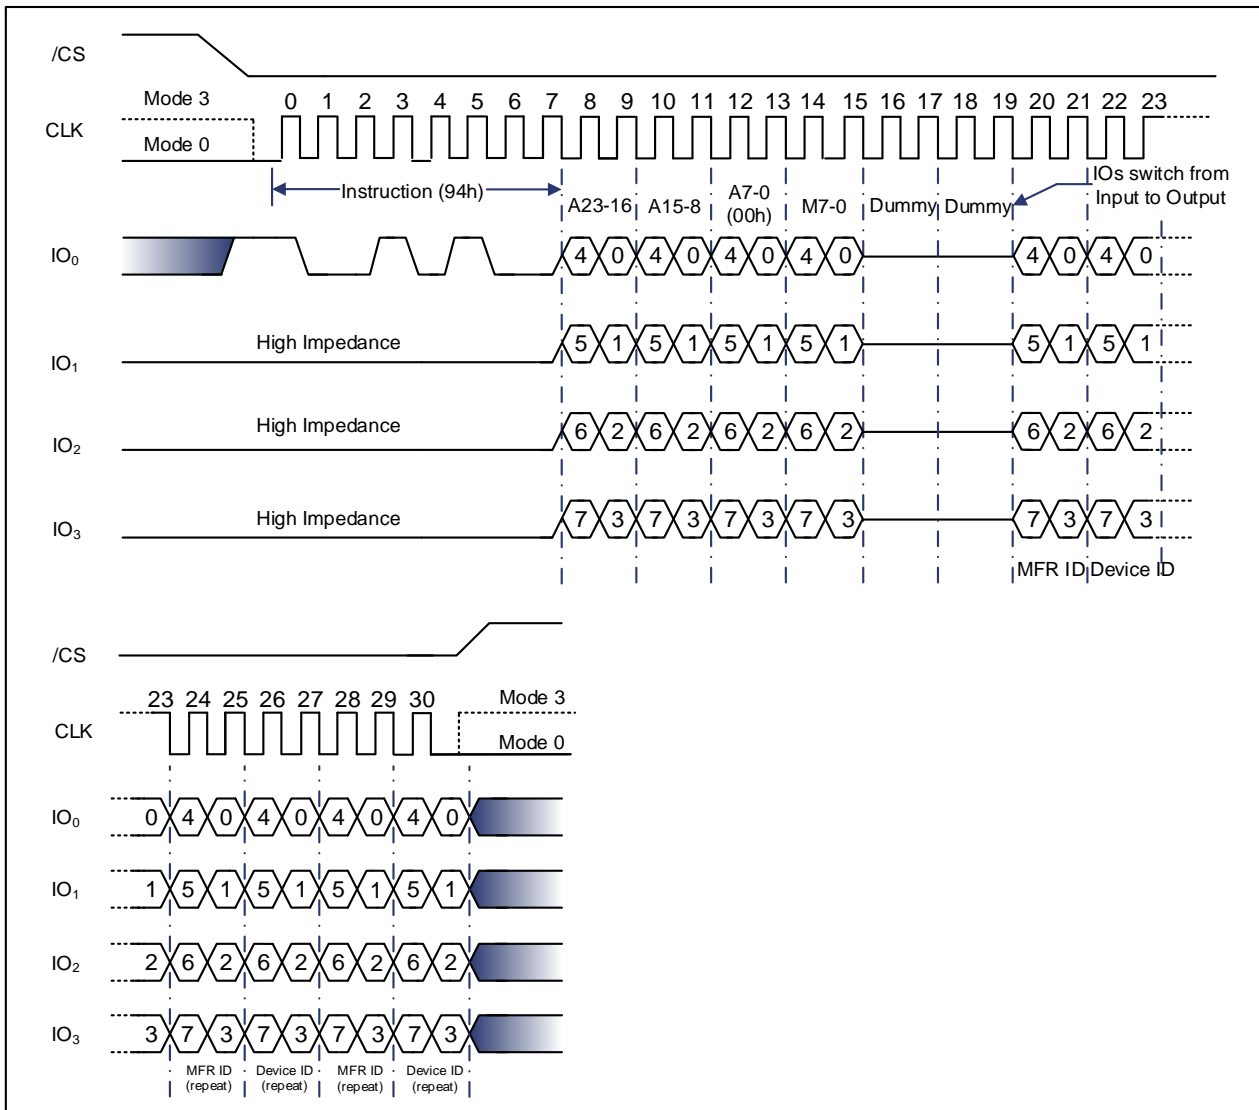 /CS
Mode 3 0 1 2 3 4 5 6 7 8 9 10 11 12 13 14 15 16 17 18 19 20 21 22 23
CLK
Mode 0
Instruction (94h) IOs switch from
Input to Output
A23-16 A15-8 A7-0 M7-0 Dummy Dummy
(00h)
IO₀ 4 0 4 0 4 0 4 0 4 0 4 0
High Impedance 5 1 5 1 5 1 5 1 5 1 5 1
IO₁
High Impedance 6 2 6 2 6 2 6 2 6 2 6 2
IO₂
High Impedance 7 3 7 3 7 3 7 3 7 3 7 3
IO₃
MFR ID Device ID
/CS
23 24 25 26 27 28 29 30 Mode 3
CLK
Mode 0
IO₀ 0 4 0 4 0 4 0 4 0
IO₁ 1 5 1 5 1 5 1 5 1
IO₂ 2 6 2 6 2 6 2 6 2
IO₃ 3 7 3 7 3 7 3 7 3
MFR ID Device ID MFR ID Device ID
(repeat) (repeat) (repeat) (repeat)